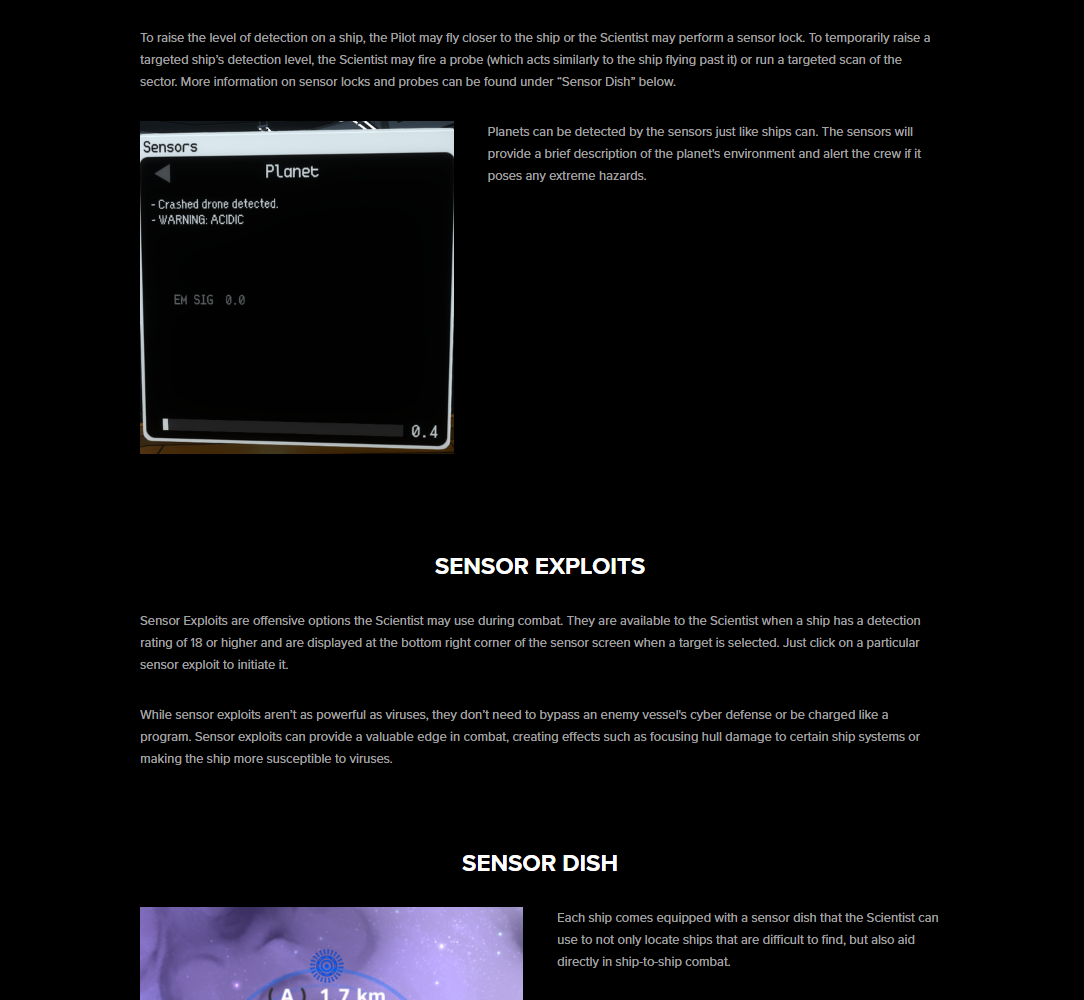 To raise the level of detection on a ship, the Pilot may fly closer to the ship or the Scientist may perform a sensor lock. To temporarily raise a
targeted ship's detection level, the Scientist may fire a probe (which acts similarly to the ship flying past it) or run a targeted scan of the
sector. More information on sensor locks and probes can be found under “Sensor Dish” below.
Sensors
Planet
- Crashed drone detected.
- WARNING: ACIDIC
EM SIG 0.0
0.4
Planets can be detected by the sensors just like ships can. The sensors will
provide a brief description of the planet's environment and alert the crew if it
poses any extreme hazards.
SENSOR EXPLOITS
Sensor Exploits are offensive options the Scientist may use during combat. They are available to the Scientist when a ship has a detection
rating of 18 or higher and are displayed at the bottom right corner of the sensor screen when a target is selected. Just click on a particular
sensor exploit to initiate it.
While sensor exploits aren’t as powerful as viruses, they don’t need to bypass an enemy vessel's cyber defense or be charged like a
program. Sensor exploits can provide a valuable edge in combat, creating effects such as focusing hull damage to certain ship systems or
making the ship more susceptible to viruses.
SENSOR DISH
( A ) 1.7 km
Each ship comes equipped with a sensor dish that the Scientist can
use to not only locate ships that are difficult to find, but also aid
directly in ship-to-ship combat.